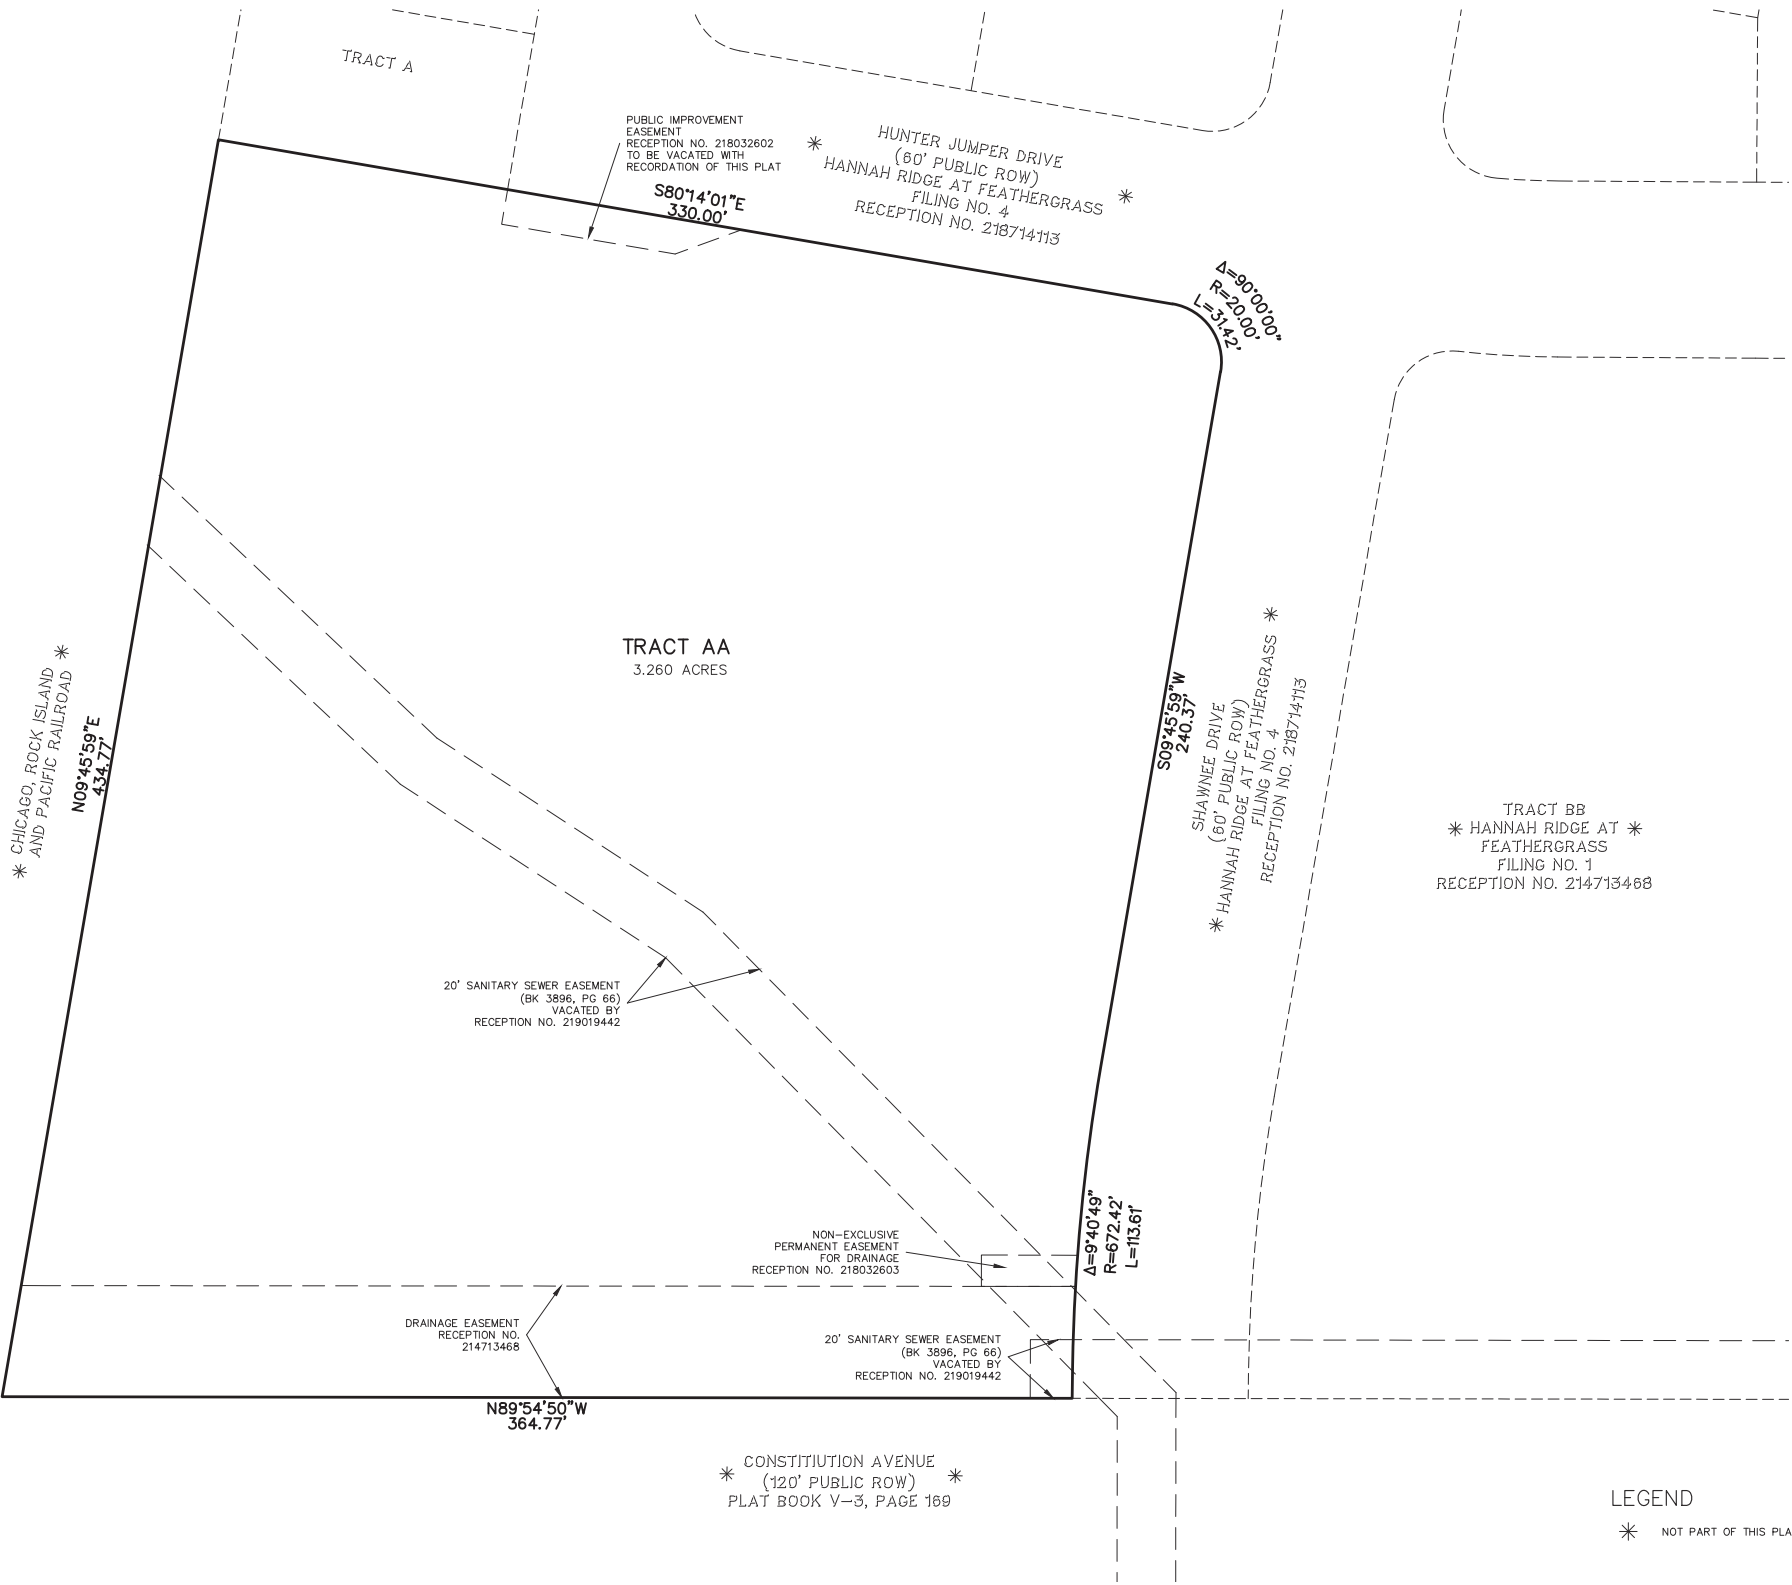 TRACT A
PUBLIC IMPROVEMENT
EASEMENT
RECEPTION NO. 218032602
TO BE VACATED WITH
RECORDATION OF THIS PLAT
S80°14'01"E
330.00'
HUNTER JUMPER DRIVE
(60' PUBLIC ROW)
HANNAH RIDGE AT FEATHERGRASS
FILING NO. 4
RECEPTION NO. 218714113
Δ=90°00'00"
R=20.00'
L=31.42'
TRACT AA
3.260 ACRES
CHICAGO, ROCK ISLAND
AND PACIFIC RAILROAD
N09°45'59"E
434.77'
S09°45'59"W
240.37'
SHAWNEE DRIVE
(60' PUBLIC ROW)
HANNAH RIDGE AT FEATHERGRASS
FILING NO. 4
RECEPTION NO. 218714113
TRACT BB
HANNAH RIDGE AT
FEATHERGRASS
FILING NO. 1
RECEPTION NO. 214713468
20' SANITARY SEWER EASEMENT
(BK 3896, PG 66)
VACATED BY
RECEPTION NO. 219019442
NON-EXCLUSIVE
PERMANENT EASEMENT
FOR DRAINAGE
RECEPTION NO. 218032603
Δ=9°40'49"
R=672.42'
L=113.61'
DRAINAGE EASEMENT
RECEPTION NO.
214713468
20' SANITARY SEWER EASEMENT
(BK 3896, PG 66)
VACATED BY
RECEPTION NO. 219019442
N89°54'50"W
364.77'
CONSTITIUTION AVENUE
(120' PUBLIC ROW)
PLAT BOOK V-3, PAGE 169
LEGEND
NOT PART OF THIS PLA